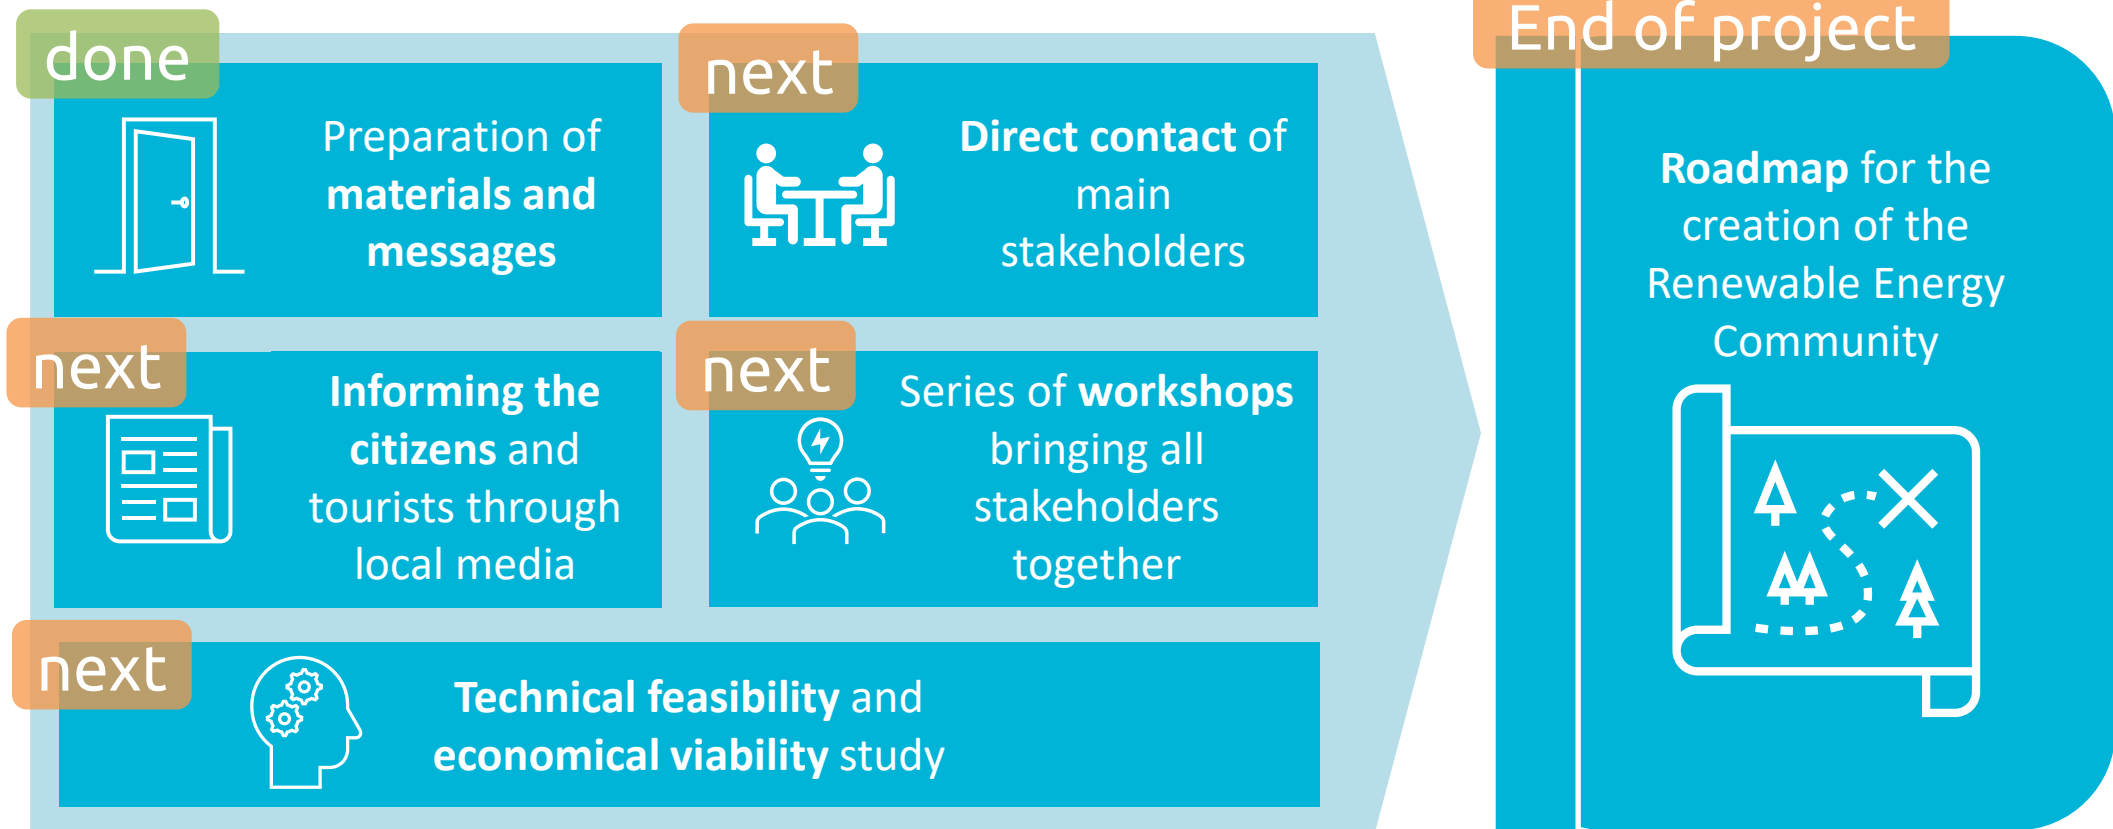 done
Preparation of
materials and
messages
next
Direct contact of
main
stakeholders
next
Informing the
citizens and
tourists through
local media
next
Series of workshops
bringing all
stakeholders
together
next
Technical feasibility and
economical viability study
End of project
Roadmap for the
creation of the
Renewable Energy
Community